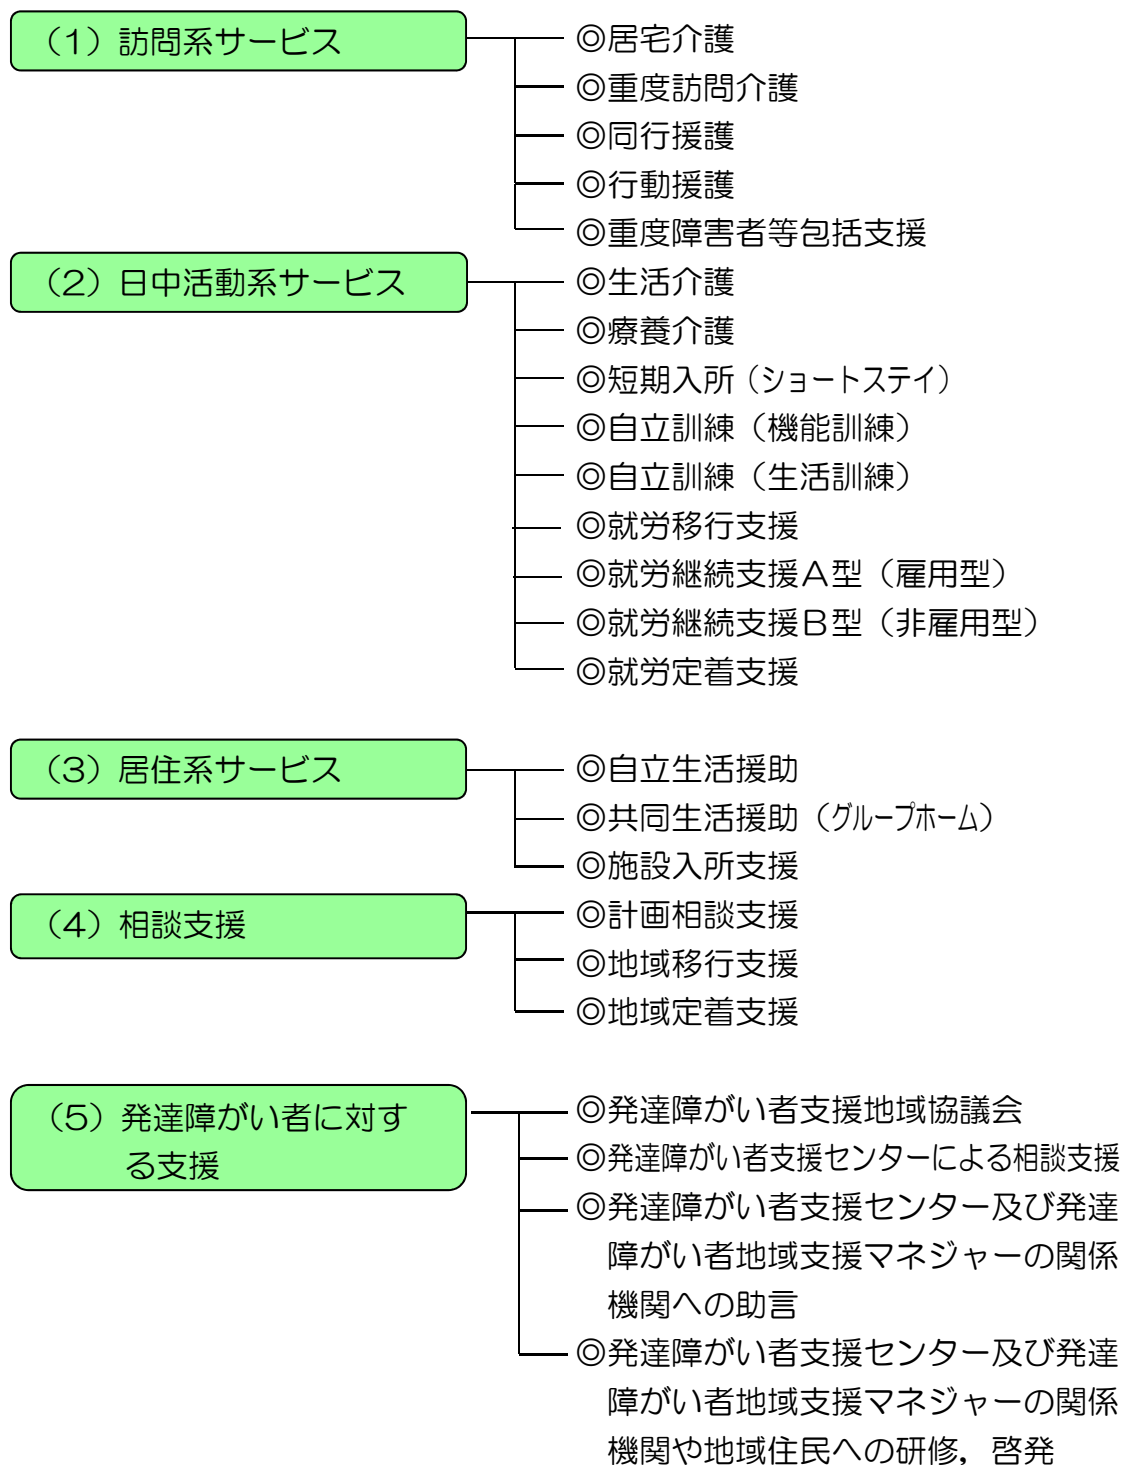 （1）訪問系サービス
◎居宅介護
◎重度訪問介護
◎同行援護
◎行動援護
◎重度障害者等包括支援
（2）日中活動系サービス
◎生活介護
◎療養介護
◎短期入所（ショートステイ）
◎自立訓練（機能訓練）
◎自立訓練（生活訓練）
◎就労移行支援
◎就労継続支援Ａ型（雇用型）
◎就労継続支援Ｂ型（非雇用型）
◎就労定着支援
（3）居住系サービス
◎自立生活援助
◎共同生活援助（グループホーム）
◎施設入所支援
（4）相談支援
◎計画相談支援
◎地域移行支援
◎地域定着支援
（5）発達障がい者に対す
る支援
◎発達障がい者支援地域協議会
◎発達障がい者支援センターによる相談支援
◎発達障がい者支援センター及び発達
障がい者地域支援マネジャーの関係
機関への助言
◎発達障がい者支援センター及び発達
障がい者地域支援マネジャーの関係
機関や地域住民への研修，啓発